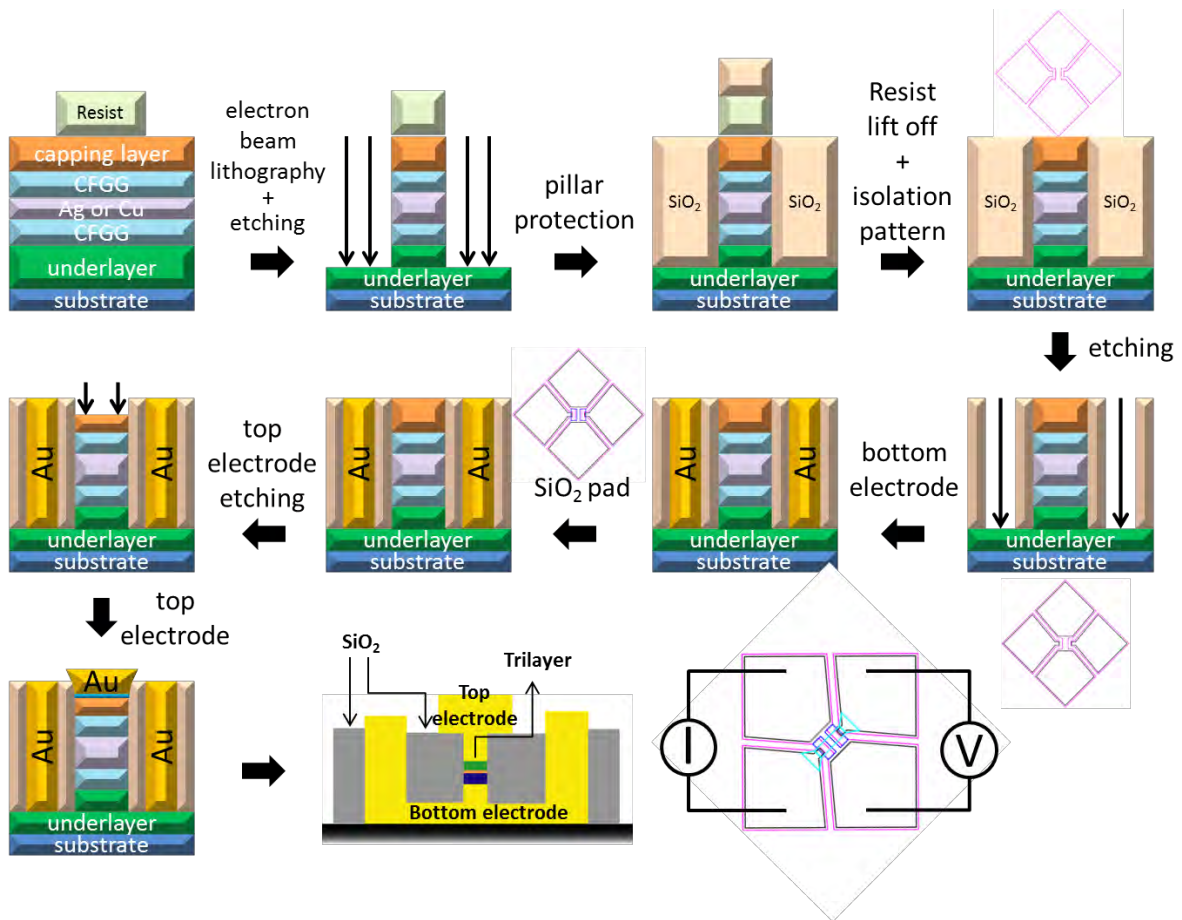 Resist
capping layer
CFGG
Ag or Cu
CFGG
underlayer
substrate
electron
beam
lithography
+
etching
underlayer
substrate
pillar
protection
SiO₂
SiO₂
underlayer
substrate
Resist
lift off
+
isolation
pattern
SiO₂
SiO₂
underlayer
substrate
etching
underlayer
substrate
bottom
electrode
Au
Au
underlayer
substrate
SiO₂ pad
Au
Au
underlayer
substrate
top
electrode
etching
Au
Au
underlayer
substrate
top
electrode
Au
Au
Au
underlayer
substrate
SiO₂
Trilayer
Top
electrode
Bottom electrode
I
V